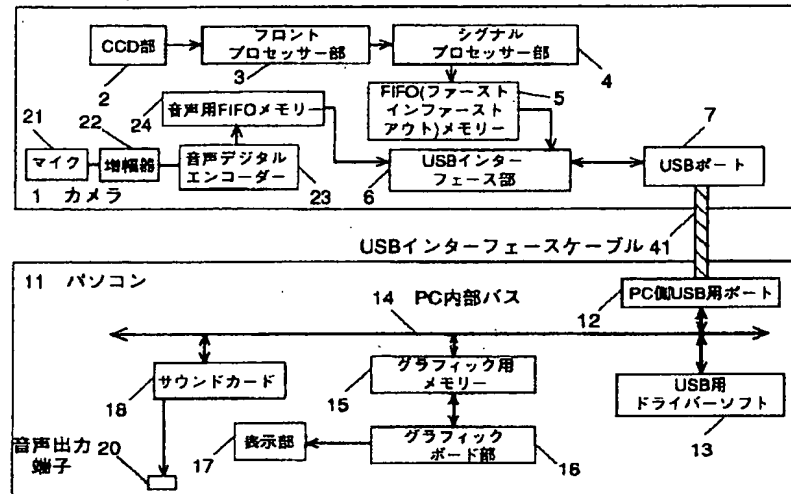 CCD部
2
フロント
プロセッサー部
3
シグナル
プロセッサー部
4
FIFO(ファースト
インファースト
アウト)メモリー
5
24
音声用FIFOメモリー
21
マイク
22
増幅器
音声デジタル
エンコーダー
23
USBインター
フェース部
6
7
USBポート
1 カメラ
USBインターフェースケーブル 41
11 パソコン
14
PC内部バス
PC側USB用ポート
12
サウンドカード
18
グラフィック用
メモリー
15
USB用
ドライバーソフト
13
音声出力
端子
20
表示部
17
グラフィック
ボード部
16